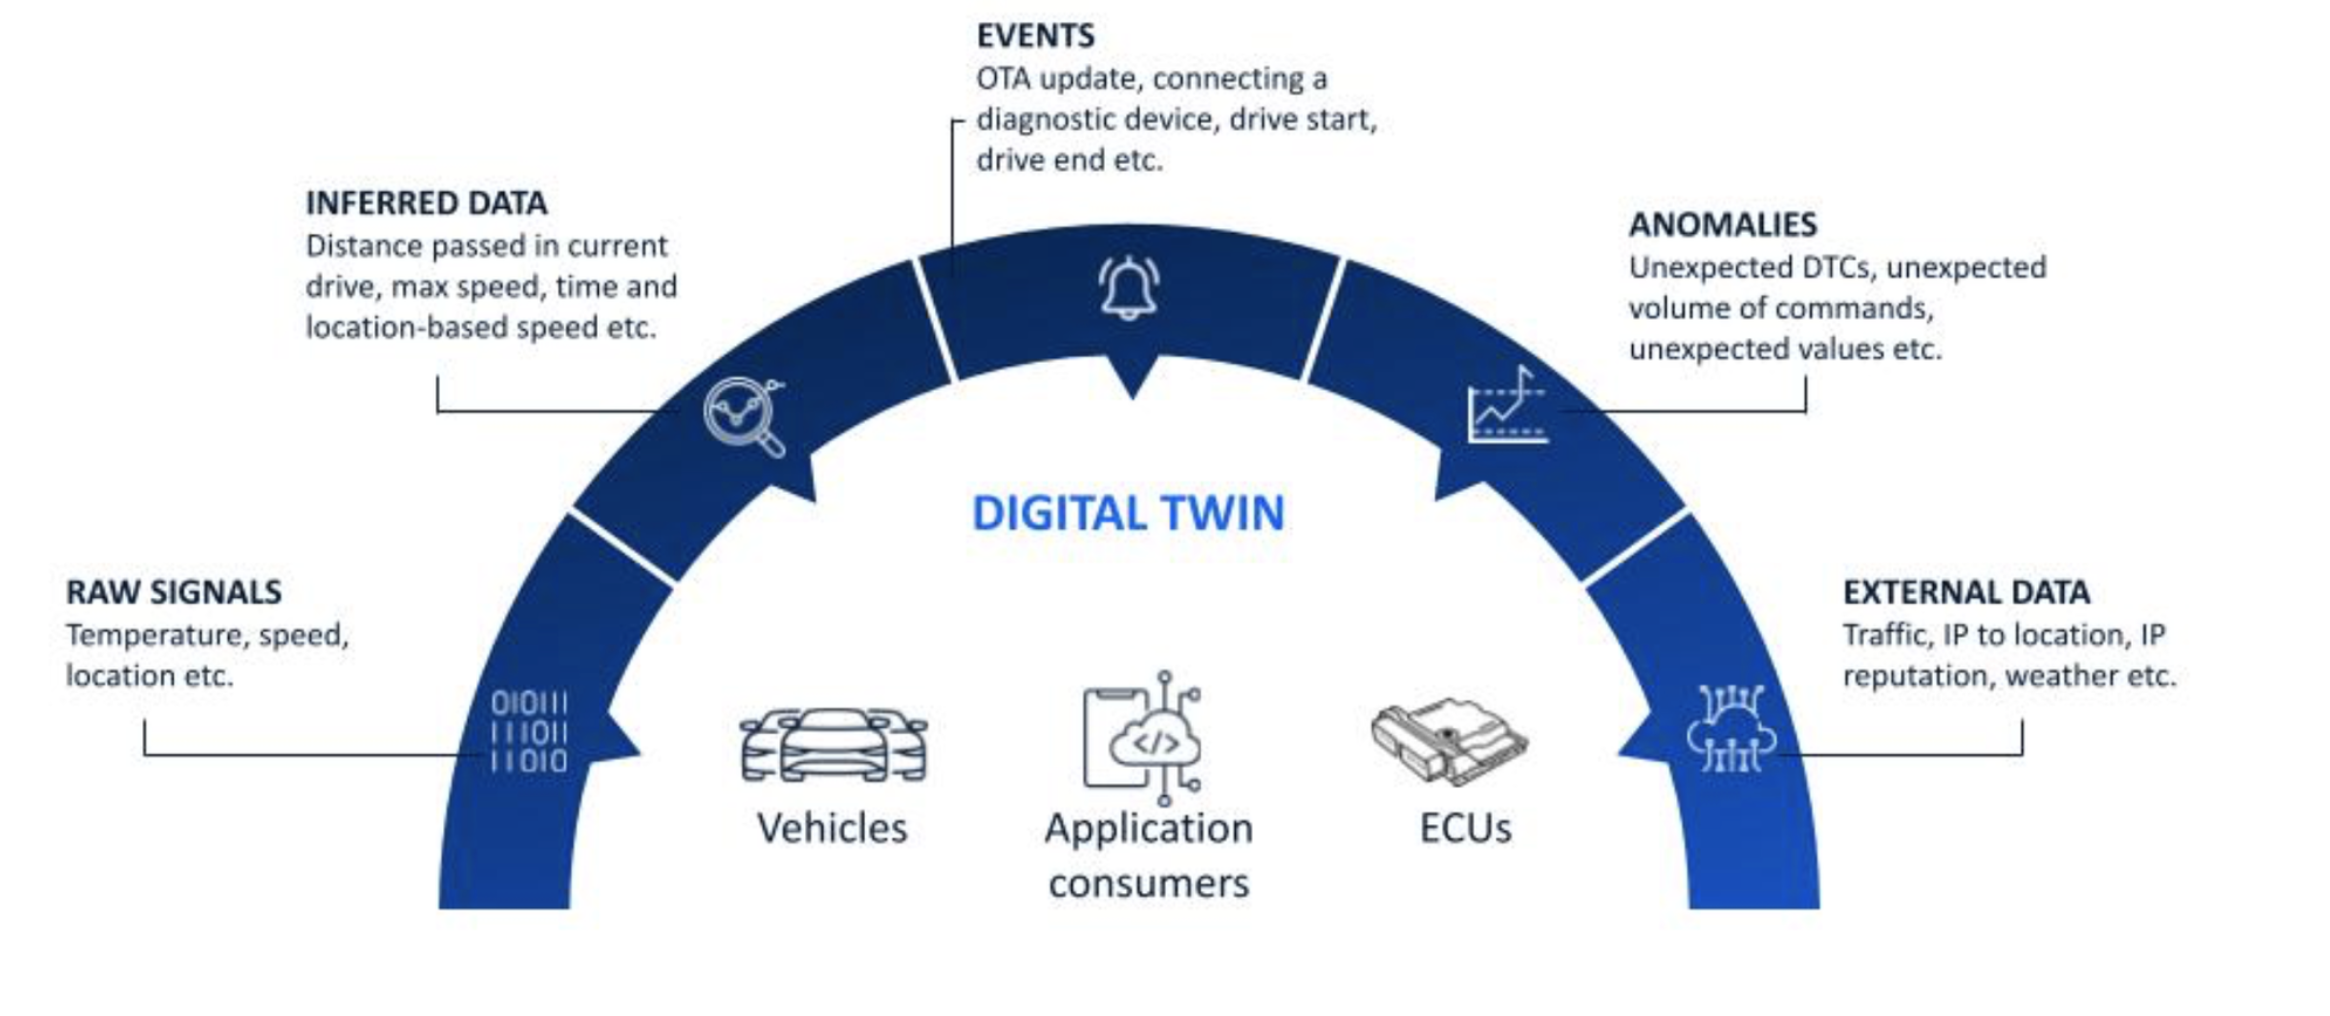 EVENTS
OTA update, connecting a
diagnostic device, drive start,
drive end etc.
INFERRED DATA
Distance passed in current
drive, max speed, time and
location-based speed etc.
ANOMALIES
Unexpected DTCs, unexpected
volume of commands,
unexpected values etc.
DIGITAL TWIN
RAW SIGNALS
Temperature, speed,
location etc.
EXTERNAL DATA
Traffic, IP to location, IP
reputation, weather etc.
010111
111011
11010
</>
Vehicles
Application
consumers
ECUs